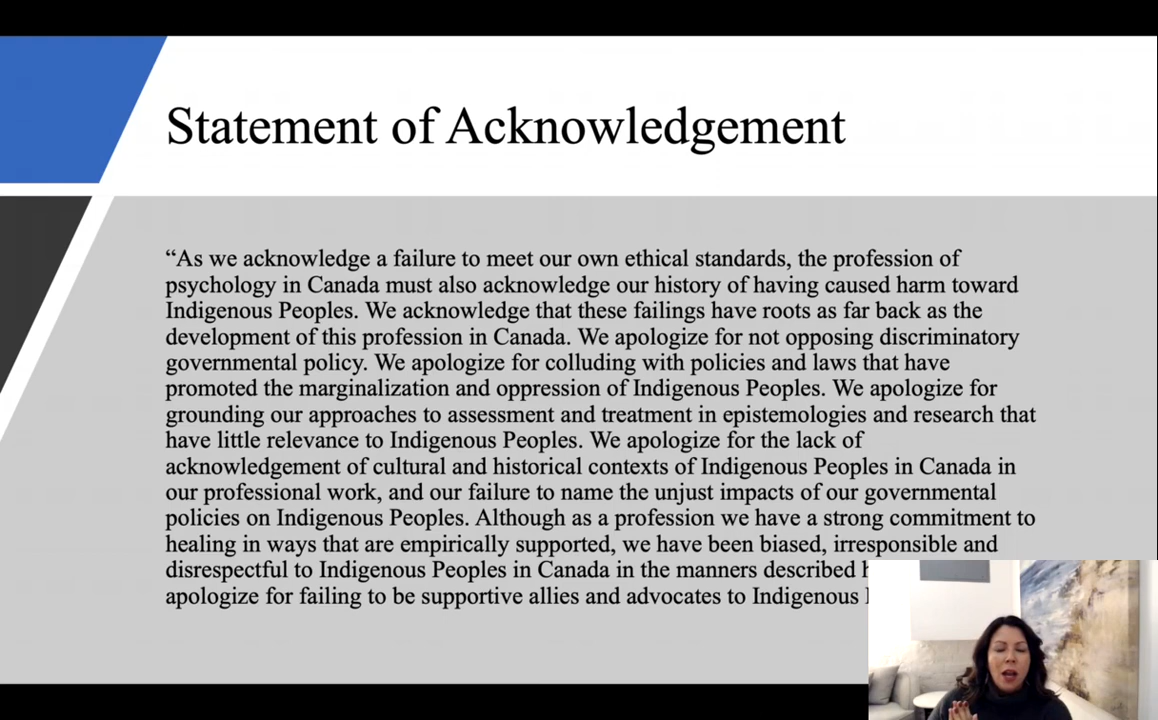 Statement of Acknowledgement
“As we acknowledge a failure to meet our own ethical standards, the profession of
psychology in Canada must also acknowledge our history of having caused harm toward
Indigenous Peoples. We acknowledge that these failings have roots as far back as the
development of this profession in Canada. We apologize for not opposing discriminatory
governmental policy. We apologize for colluding with policies and laws that have
promoted the marginalization and oppression of Indigenous Peoples. We apologize for
grounding our approaches to assessment and treatment in epistemologies and research that
have little relevance to Indigenous Peoples. We apologize for the lack of
acknowledgement of cultural and historical contexts of Indigenous Peoples in Canada in
our professional work, and our failure to name the unjust impacts of our governmental
policies on Indigenous Peoples. Although as a profession we have a strong commitment to
healing in ways that are empirically supported, we have been biased, irresponsible and
disrespectful to Indigenous Peoples in Canada in the manners described
apologize for failing to be supportive allies and advocates to Indigenous